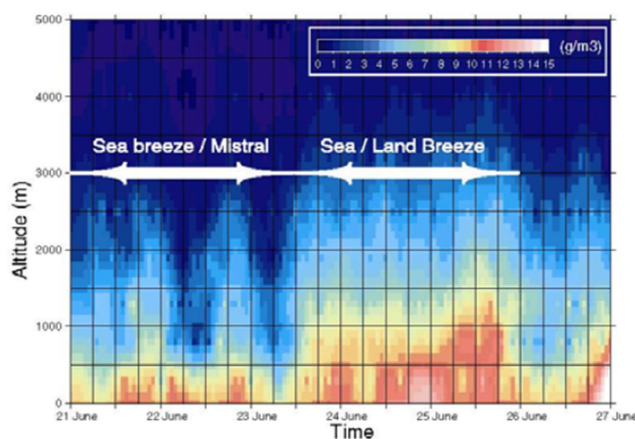 5000
(g/m3)
0 1 2 3 4 5 6 7 8 9 10 11 12 13 14 15
4000
Sea breeze / Mistral Sea / Land Breeze
3000
Altitude (m)
2000
1000
0
21 June 22 June 23 June 24 June 25 June 26 June 27 June
Time